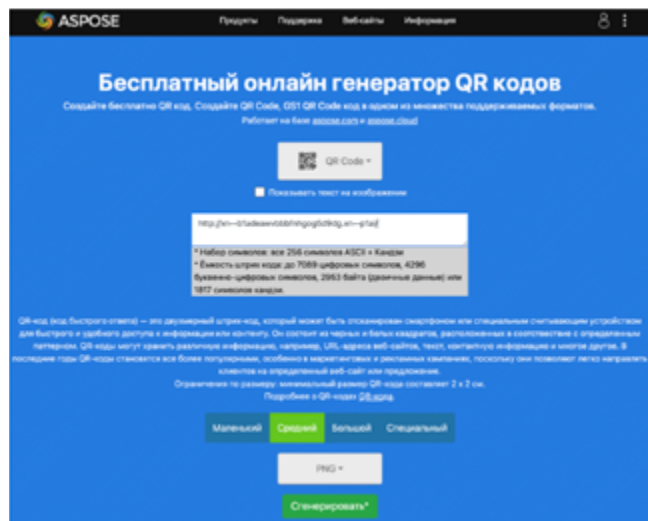 ASPOSE
Продукты Поддержка Веб-сайты Информация
Бесплатный онлайн генератор QR кодов
Создайте бесплатно QR код. Создайте QR Code, GS1 QR Code код в одном из множества поддерживаемых форматов.
Работает на базе aspose.com и aspose.cloud
QR Code
Показывать текст на изображении
* Набор символов: все 256 символов ASCII + Кандзи
* Ёмкость штрих кода: до 7089 цифровых символов, 4296
буквенно-цифровых символов, 2953 байта (двоичные данные) или
1817 символов кандзи.
QR-код (код быстрого ответа) — это двухмерный штрих-код, который может быть отсканирован смартфоном или специальным считывающим устройством
для быстрого и удобного доступа к информации или контенту. Он состоит из черных и белых квадратов, расположенных в соответствие с определенным
паттерном. QR-коды могут хранить различную информацию, например, URL-адреса веб-сайтов, текст, контактную информацию и многое другое. В
последние годы QR-коды становятся все более популярными, особенно в маркетинговых и рекламных кампаниях, поскольку они позволяют легко направлять
клиентов на определенный веб-сайт или предложение.
Ограничения по размеру: минимальный размер QR-кода составляет 2 x 2 см.
Подробнее о QR-кодах QR-кода.
Маленький Средний Большой Специальный
PNG
Сгенерировать*